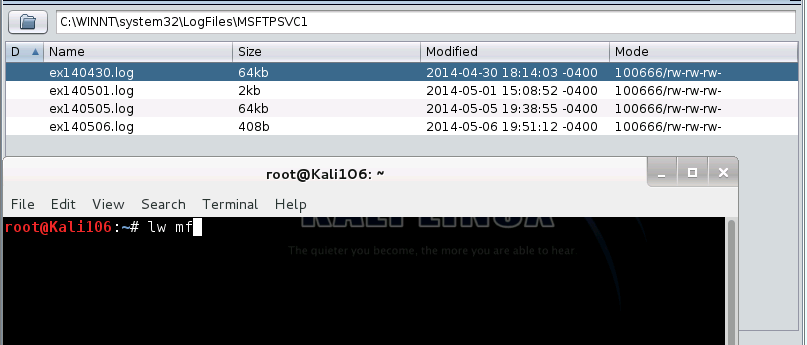 C:\WINNT\system32\LogFiles\MSFTPSVC1
D Name Size Modified Mode
ex140430.log 64kb 2014-04-30 18:14:03 -0400 100666/rw-rw-rw-
ex140501.log 2kb 2014-05-01 15:08:52 -0400 100666/rw-rw-rw-
ex140505.log 64kb 2014-05-05 19:38:55 -0400 100666/rw-rw-rw-
ex140506.log 408b 2014-05-06 19:51:12 -0400 100666/rw-rw-rw-
root@Kali106: ~
File Edit View Search Terminal Help
root@Kali106:~# lw mf
KALI LINUX
The quieter you become, the more you are able to hear